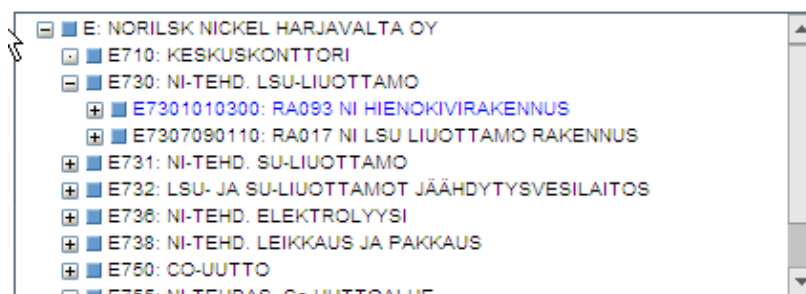 E: NORILSK NICKEL HARJAVALTA OY
E710: KESKUSKONTTORI
E730: NI-TEHD. LSU-LIUOTTAMO
E7301010300: RA093 NI HIENOKIVIRAKENNUS
E7307090110: RA017 NI LSU LIUOTTAMO RAKENNUS
E731: NI-TEHD. SU-LIUOTTAMO
E732: LSU- JA SU-LIUOTTAMOT JÄÄHDYTYSVESILAITOS
E736: NI-TEHD. ELEKTROLYYSI
E738: NI-TEHD. LEIKKAUS JA PAKKAUS
E750: CO-UUTTO